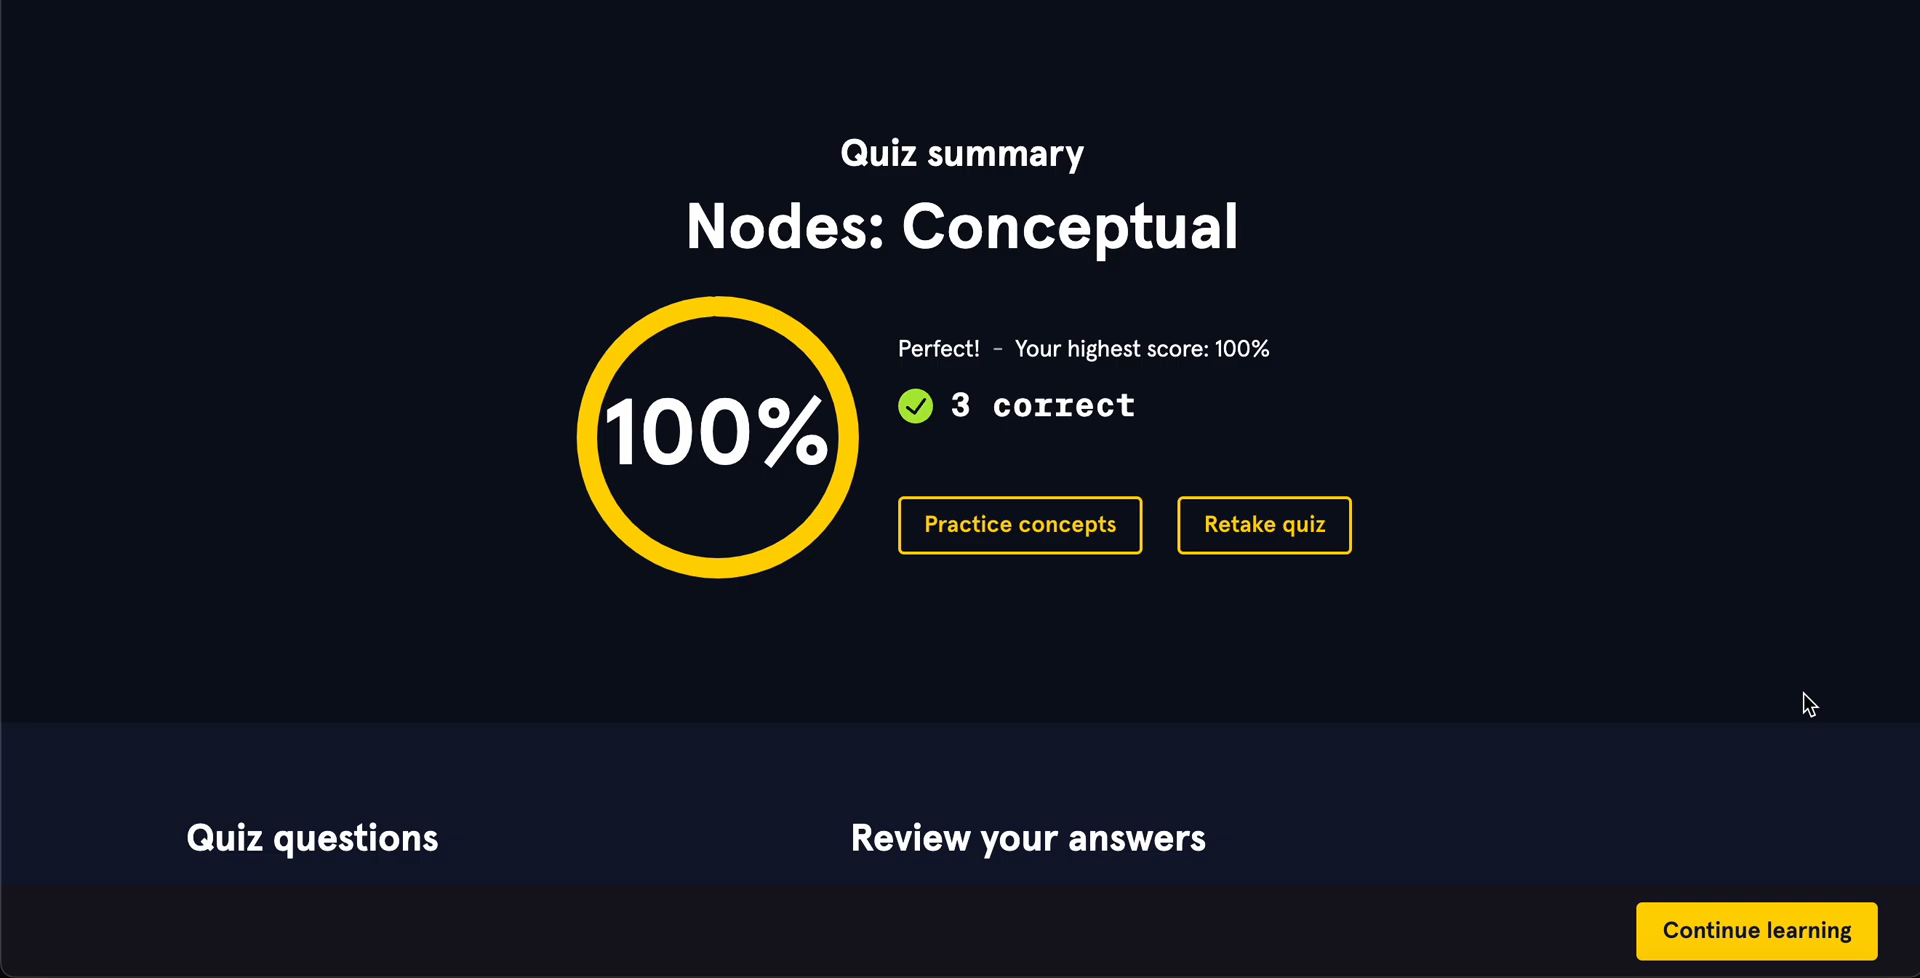 Quiz summary
Nodes: Conceptual
100%
Perfect! - Your highest score: 100%
3 correct
Practice concepts
Retake quiz
Quiz questions
Review your answers
Continue learning